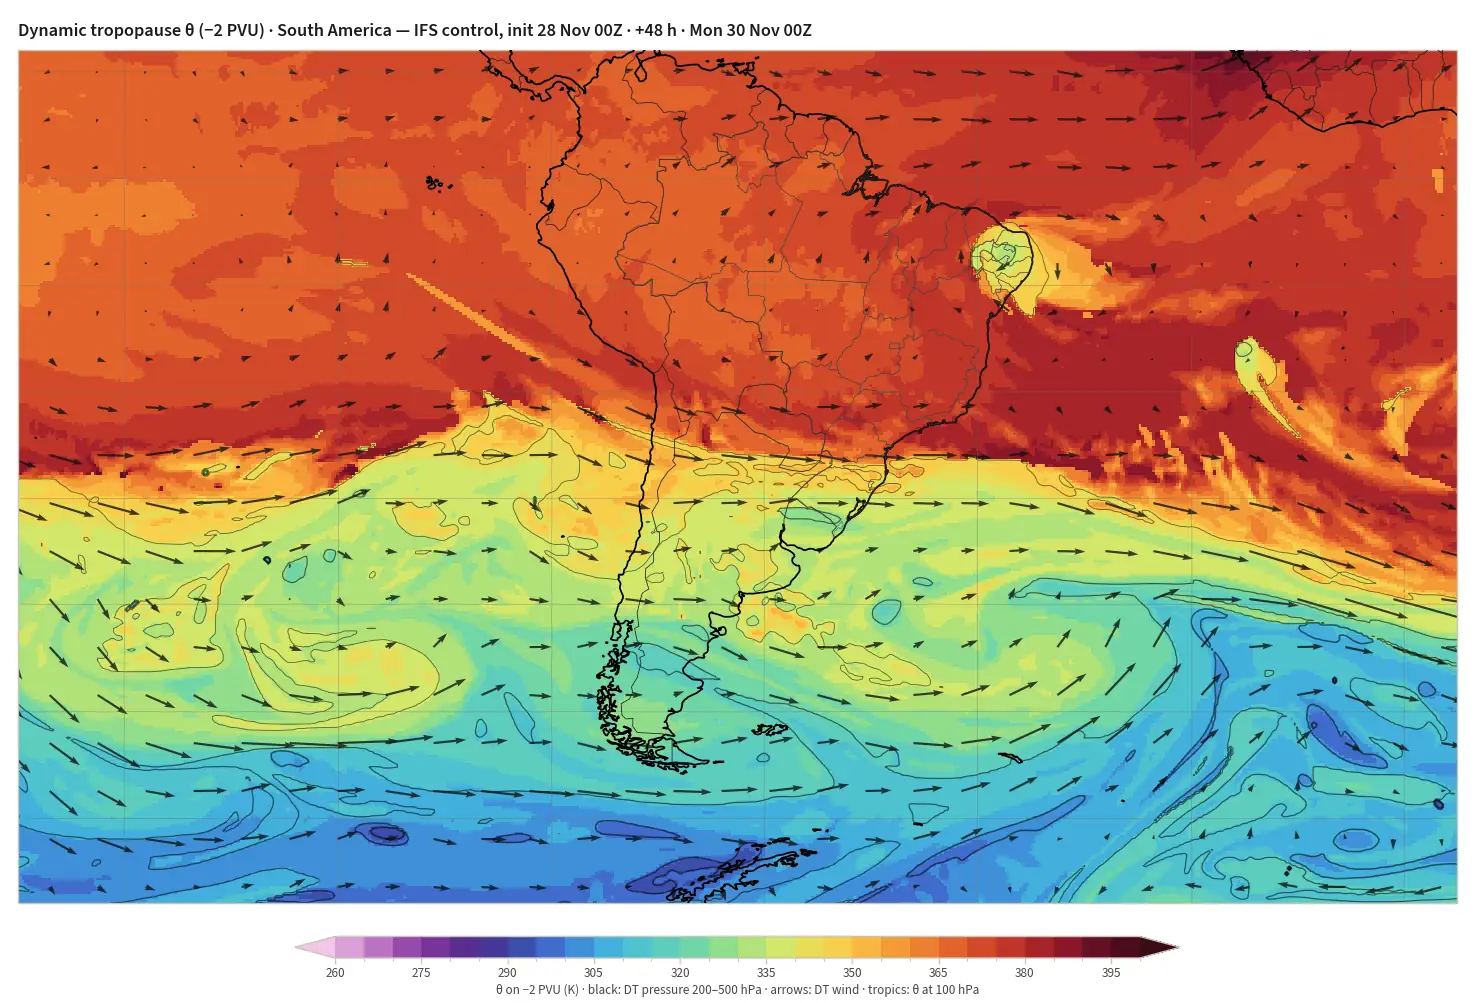 Dynamic tropopause θ (−2 PVU) · South America — IFS control, init 28 Nov 00Z · +48 h · Mon 30 Nov 00Z
260 275 290 305 320 335 350 365 380 395
θ on −2 PVU (K) · black: DT pressure 200–500 hPa · arrows: DT wind · tropics: θ at 100 hPa